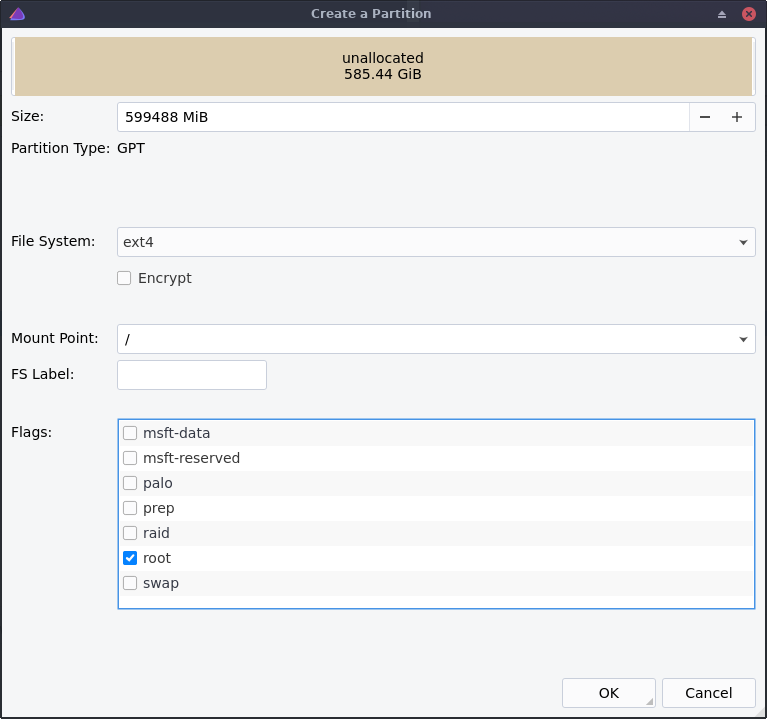 Create a Partition
unallocated
585.44 GiB
Size: 599488 MiB
Partition Type: GPT
File System: ext4
Encrypt
Mount Point: /
FS Label:
Flags: msft-data
msft-reserved
palo
prep
raid
root
swap
OK Cancel